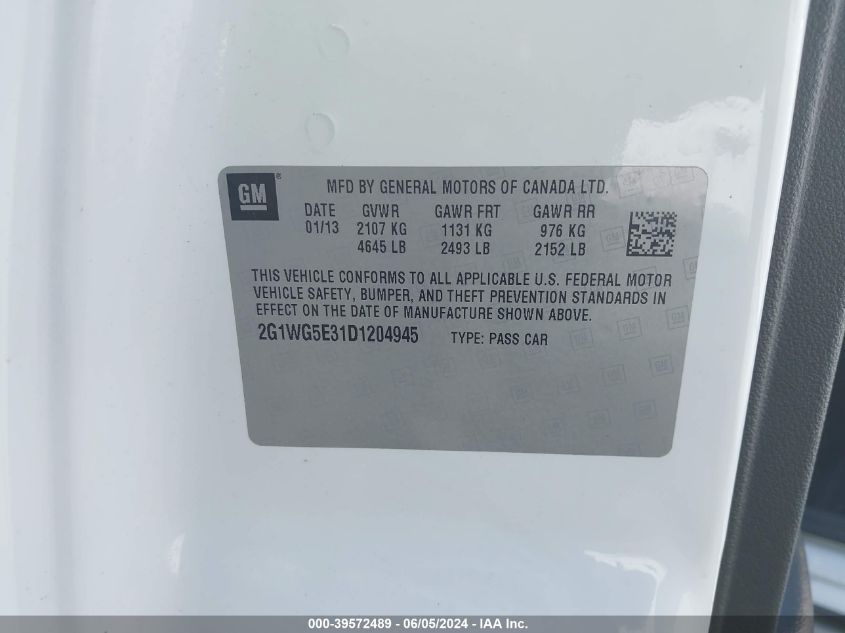 GM®
MFD BY GENERAL MOTORS OF CANADA LTD.
DATE GVWR GAWR FRT GAWR RR
01/13 2107 KG 1131 KG 976 KG
4645 LB 2493 LB 2152 LB
THIS VEHICLE CONFORMS TO ALL APPLICABLE U.S. FEDERAL MOTOR
VEHICLE SAFETY, BUMPER, AND THEFT PREVENTION STANDARDS IN
EFFECT ON THE DATE OF MANUFACTURE SHOWN ABOVE.
2G1WG5E31D1204945 TYPE: PASS CAR
000-39572489 - 06/05/2024 - IAA Inc.